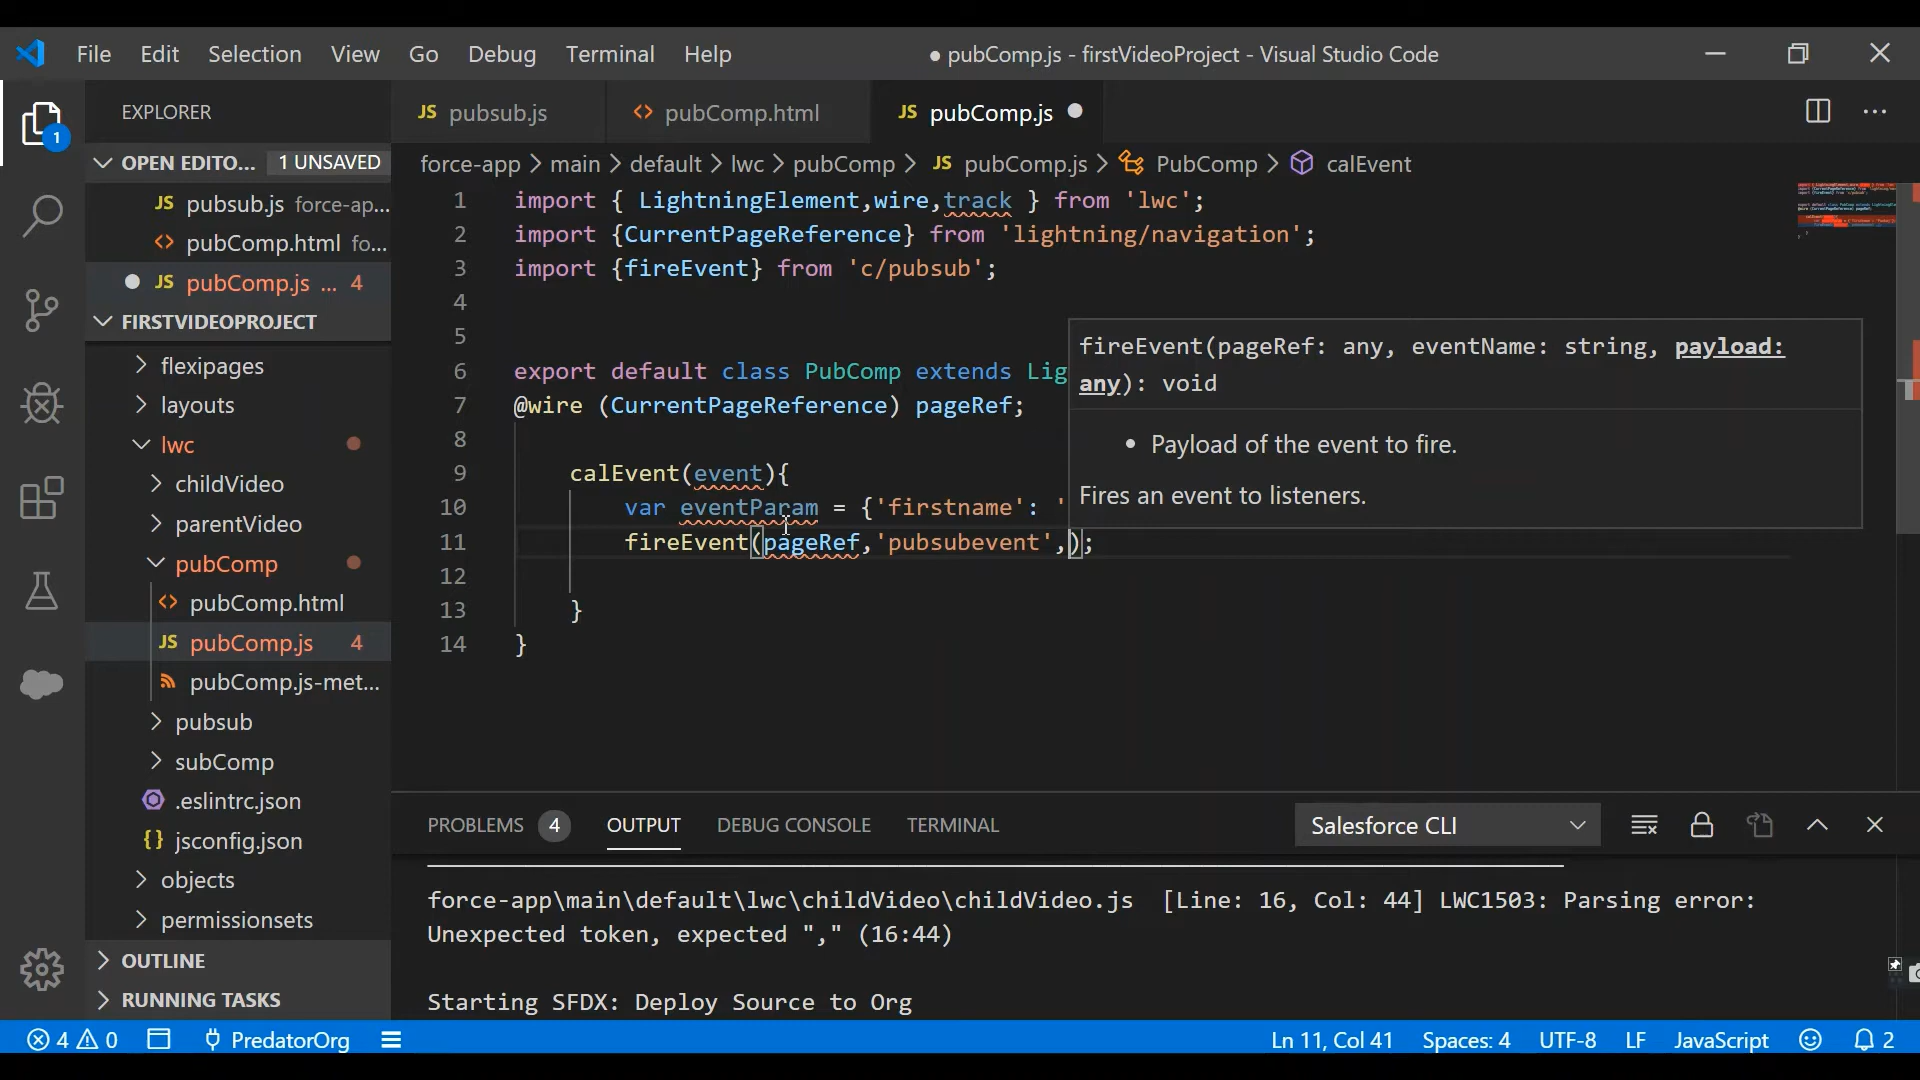 File Edit Selection View Go Debug Terminal Help
● pubComp.js - firstVideoProject - Visual Studio Code
EXPLORER
1
OPEN EDITO... 1 UNSAVED
JS pubsub.js force-ap...
pubComp.html fo...
JS pubComp.js ... 4
FIRSTVIDEOPROJECT
flexipages
layouts
lwc
childVideo
parentVideo
pubComp
pubComp.html
JS pubComp.js 4
pubComp.js-met...
pubsub
subComp
.eslintrc.json
jsconfig.json
objects
permissionsets
OUTLINE
RUNNING TASKS
JS pubsub.js
pubComp.html
JS pubComp.js
force-app > main > default > lwc > pubComp > JS pubComp.js > PubComp > calEvent
1 import { LightningElement,wire,track } from 'lwc';
2 import {CurrentPageReference} from 'lightning/navigation';
3 import {fireEvent} from 'c/pubsub';
4
5
6 export default class PubComp extends Lig
7 @wire (CurrentPageReference) pageRef;
8
9 calEvent(event){
10 var eventParam = {'firstname': '
11 fireEvent(pageRef,'pubsubevent',);
12
13 }
14 }
fireEvent(pageRef: any, eventName: string, payload:
any): void
• Payload of the event to fire.
Fires an event to listeners.
PROBLEMS 4 OUTPUT DEBUG CONSOLE TERMINAL
Salesforce CLI
force-app\main\default\lwc\childVideo\childVideo.js [Line: 16, Col: 44] LWC1503: Parsing error:
Unexpected token, expected "," (16:44)
Starting SFDX: Deploy Source to Org
4 0 PredatorOrg
Ln 11, Col 41 Spaces: 4 UTF-8 LF JavaScript 2